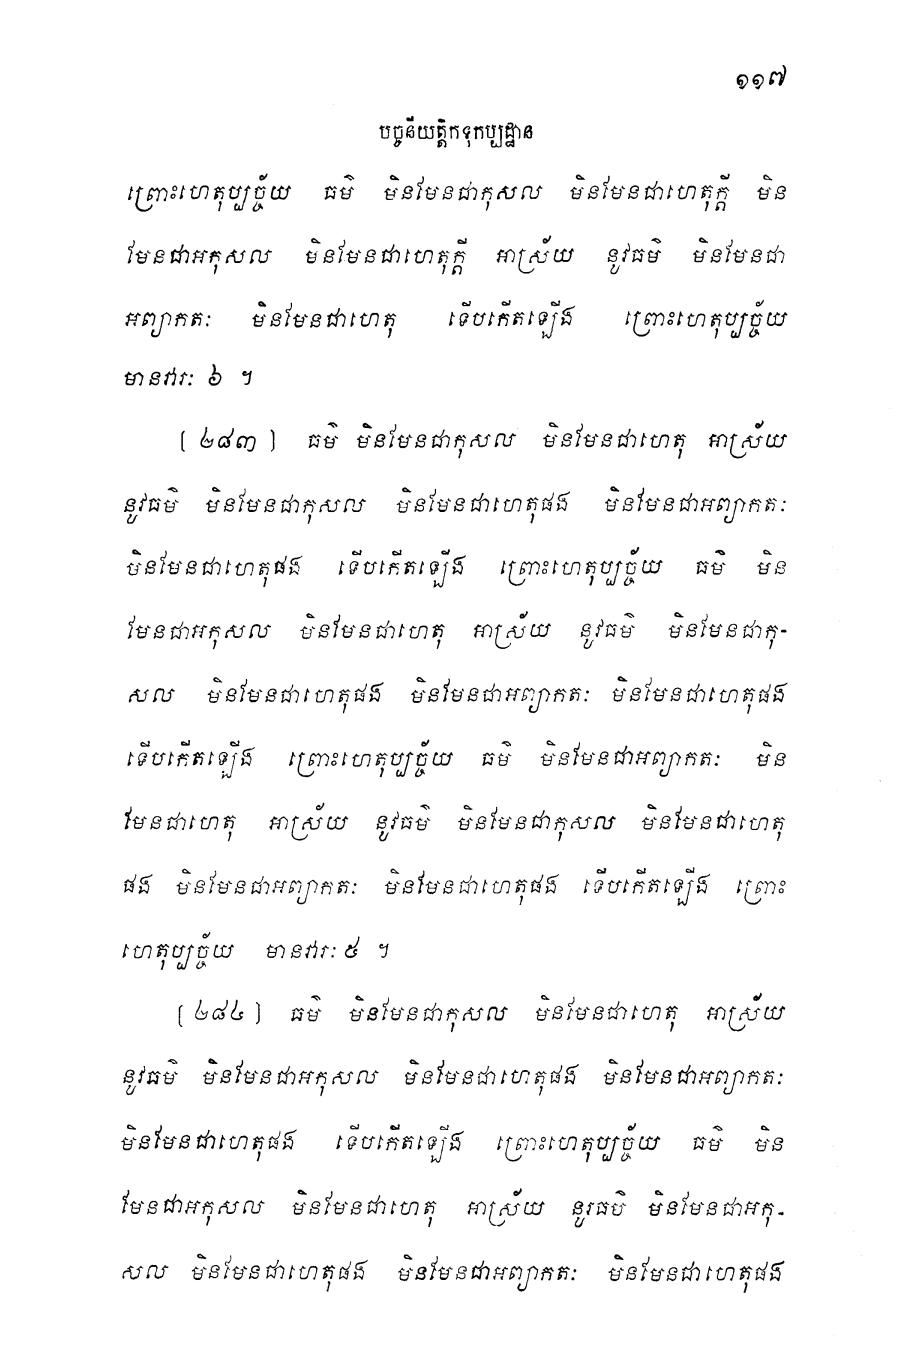 ១១៧
បច្ចនីយត្តិកទុកប្បដ្ឋាន
ព្រោះហេតុប្បច្ច័យ ធម៌ មិនមែនជាកុសល មិនមែនជាហេតុក្តី មិន
មែនជាអកុសល មិនមែនជាហេតុក្តី អាស្រ័យ នូវធម៌ មិនមែនជា
អព្យាកតៈ មិនមែនជាហេតុ ទើបកើតឡើង ព្រោះហេតុប្បច្ច័យ
មានវារៈ ៦ ។
[ ២៨៣ ] ធម៌ មិនមែនជាកុសល មិនមែនជាហេតុ អាស្រ័យ
នូវធម៌ មិនមែនជាកុសល មិនមែនជាហេតុផង មិនមែនជាអព្យាកតៈ
មិនមែនជាហេតុផង ទើបកើតឡើង ព្រោះហេតុប្បច្ច័យ ធម៌ មិន
មែនជាអកុសល មិនមែនជាហេតុ អាស្រ័យ នូវធម៌ មិនមែនជាកុ-
សល មិនមែនជាហេតុផង មិនមែនជាអព្យាកតៈ មិនមែនជាហេតុផង
ទើបកើតឡើង ព្រោះហេតុប្បច្ច័យ ធម៌ មិនមែនជាអព្យាកតៈ មិន
មែនជាហេតុ អាស្រ័យ នូវធម៌ មិនមែនជាកុសល មិនមែនជាហេតុ
ផង មិនមែនជាអព្យាកតៈ មិនមែនជាហេតុផង ទើបកើតឡើង ព្រោះ
ហេតុប្បច្ច័យ មានវារៈ ៥ ។
[ ២៨៤ ] ធម៌ មិនមែនជាកុសល មិនមែនជាហេតុ អាស្រ័យ
នូវធម៌ មិនមែនជាអកុសល មិនមែនជាហេតុផង មិនមែនជាអព្យាកតៈ
មិនមែនជាហេតុផង ទើបកើតឡើង ព្រោះហេតុប្បច្ច័យ ធម៌ មិន
មែនជាអកុសល មិនមែនជាហេតុ អាស្រ័យ នូវធម៌ មិនមែនជាអកុ-
សល មិនមែនជាហេតុផង មិនមែនជាអព្យាកតៈ មិនមែនជាហេតុផង